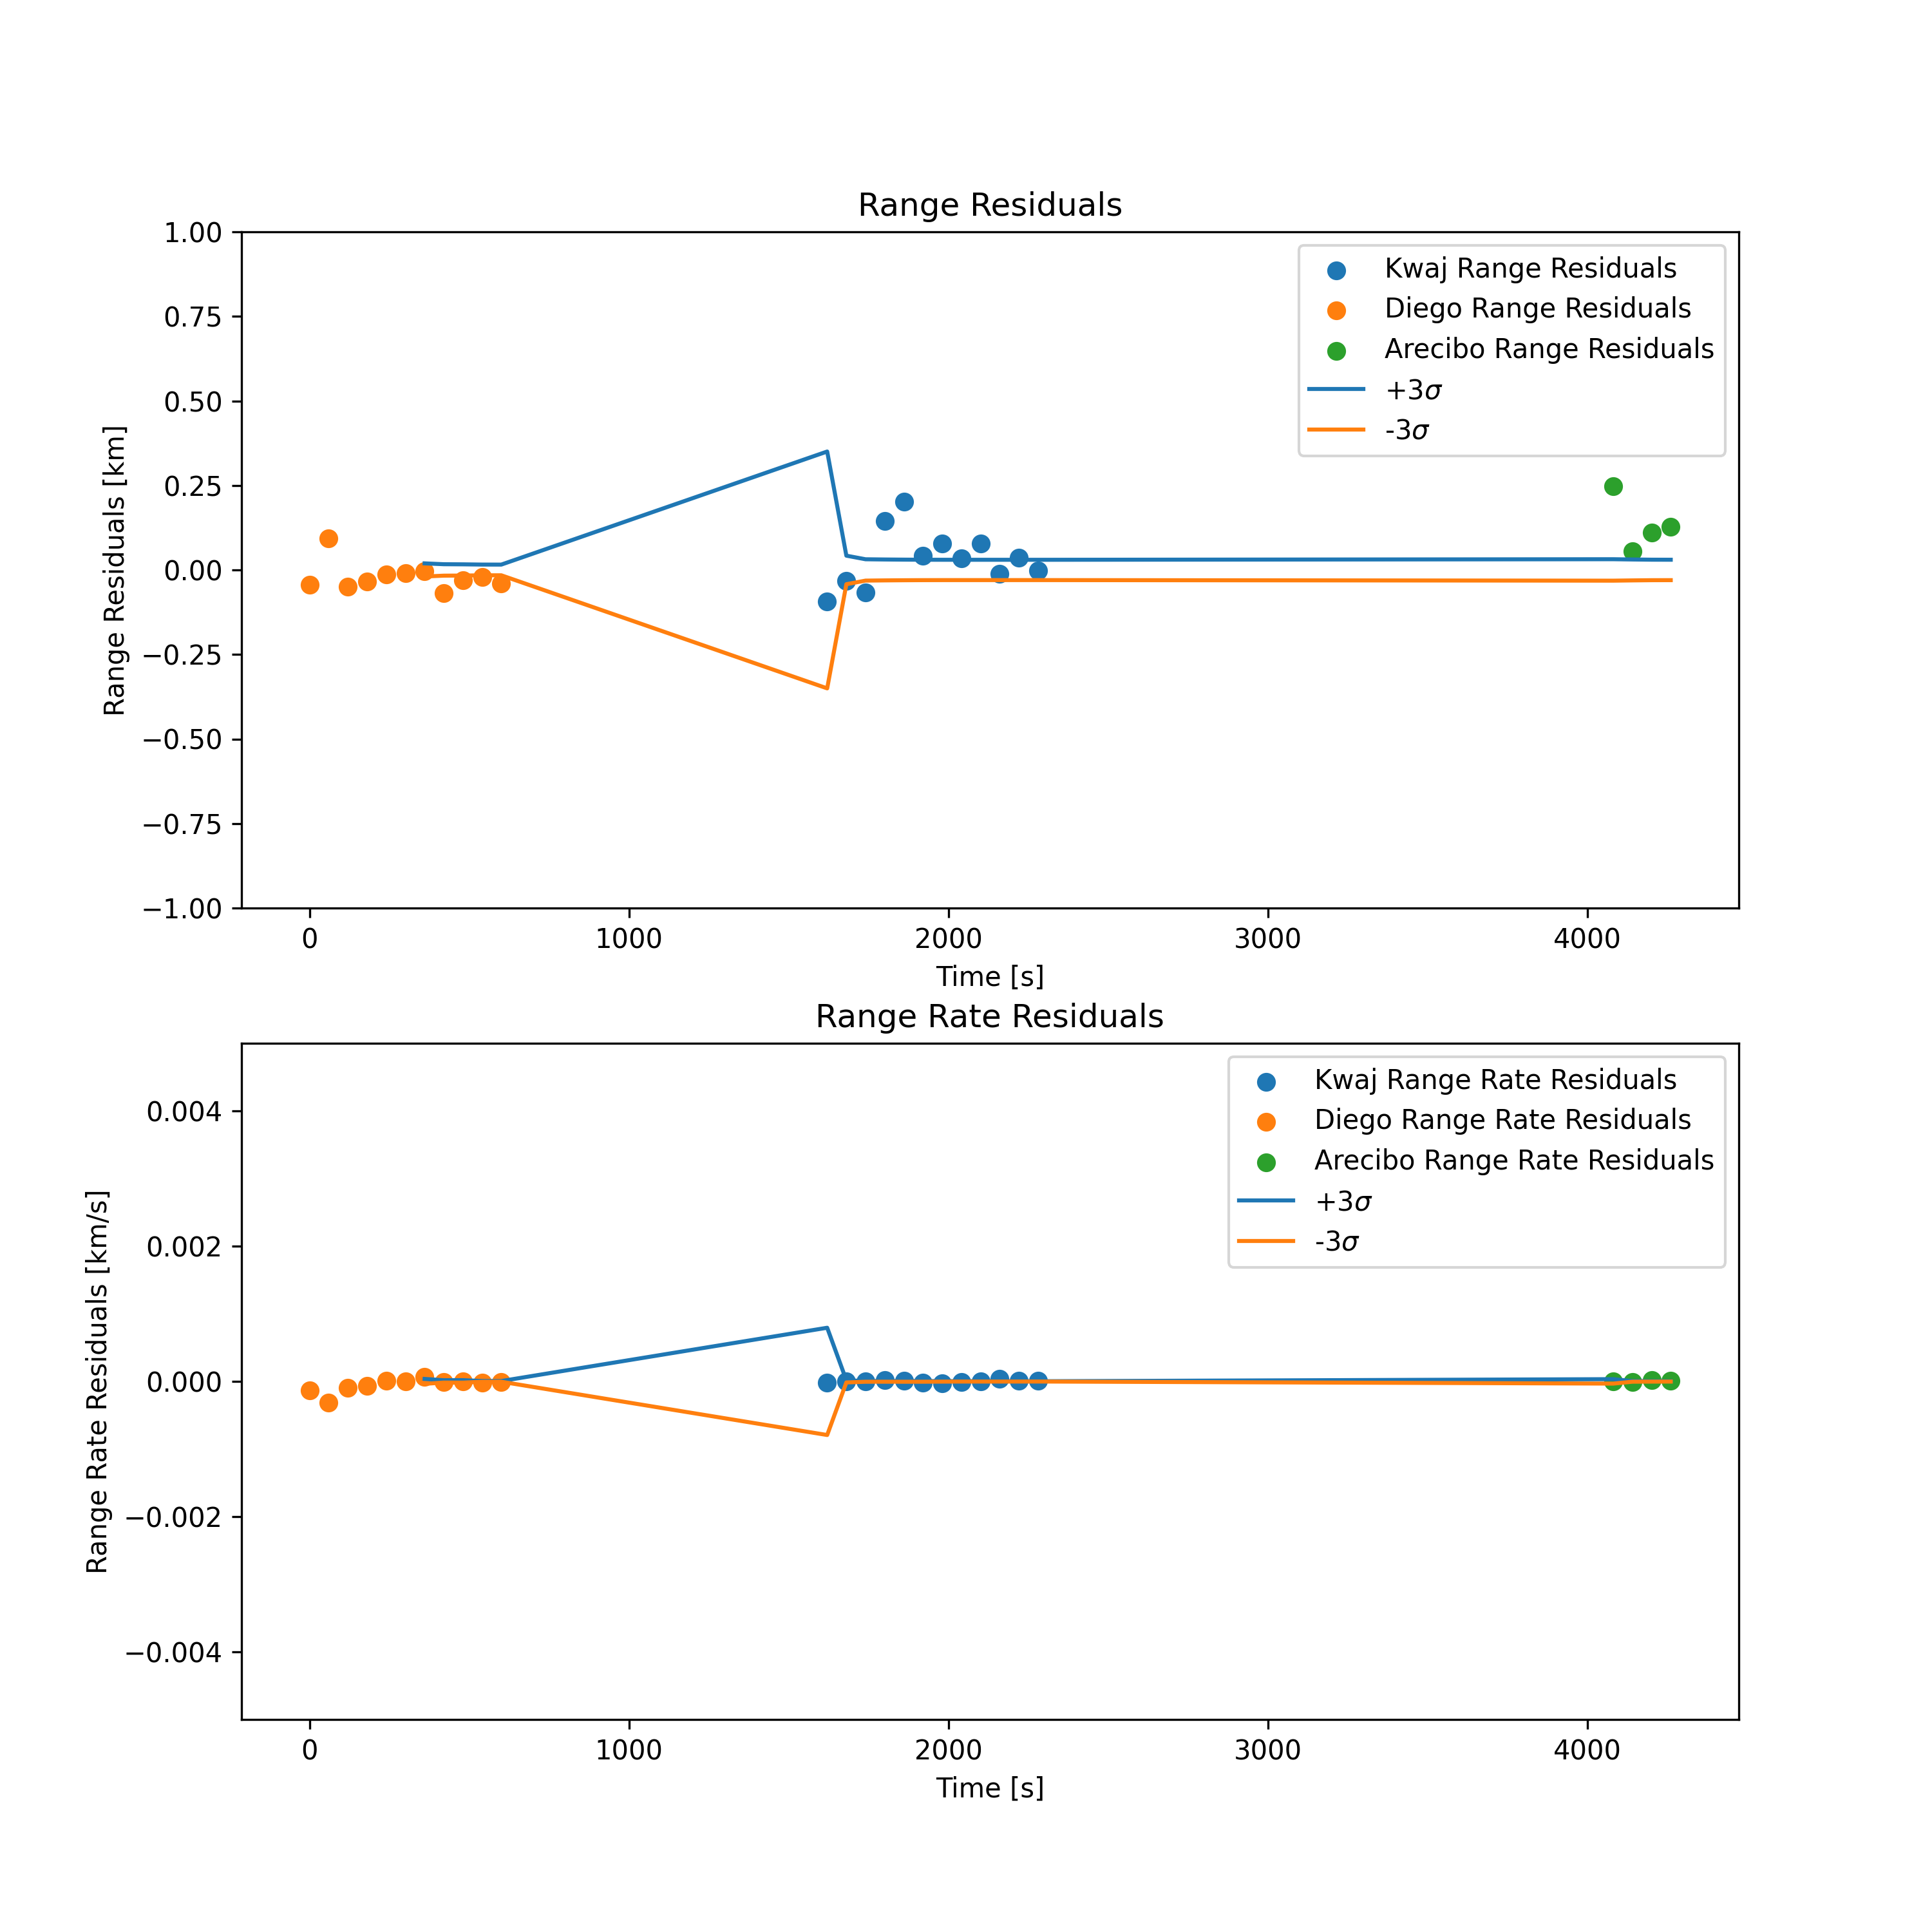 Range Residuals
Range Residuals [km]
1.00
0.75
0.50
0.25
0.00
−0.25
−0.50
−0.75
−1.00
Kwaj Range Residuals
Diego Range Residuals
Arecibo Range Residuals
+3σ
-3σ
0 1000 2000 3000 4000
Time [s]
Range Rate Residuals
Range Rate Residuals [km/s]
0.004
0.002
0.000
−0.002
−0.004
Kwaj Range Rate Residuals
Diego Range Rate Residuals
Arecibo Range Rate Residuals
+3σ
-3σ
0 1000 2000 3000 4000
Time [s]